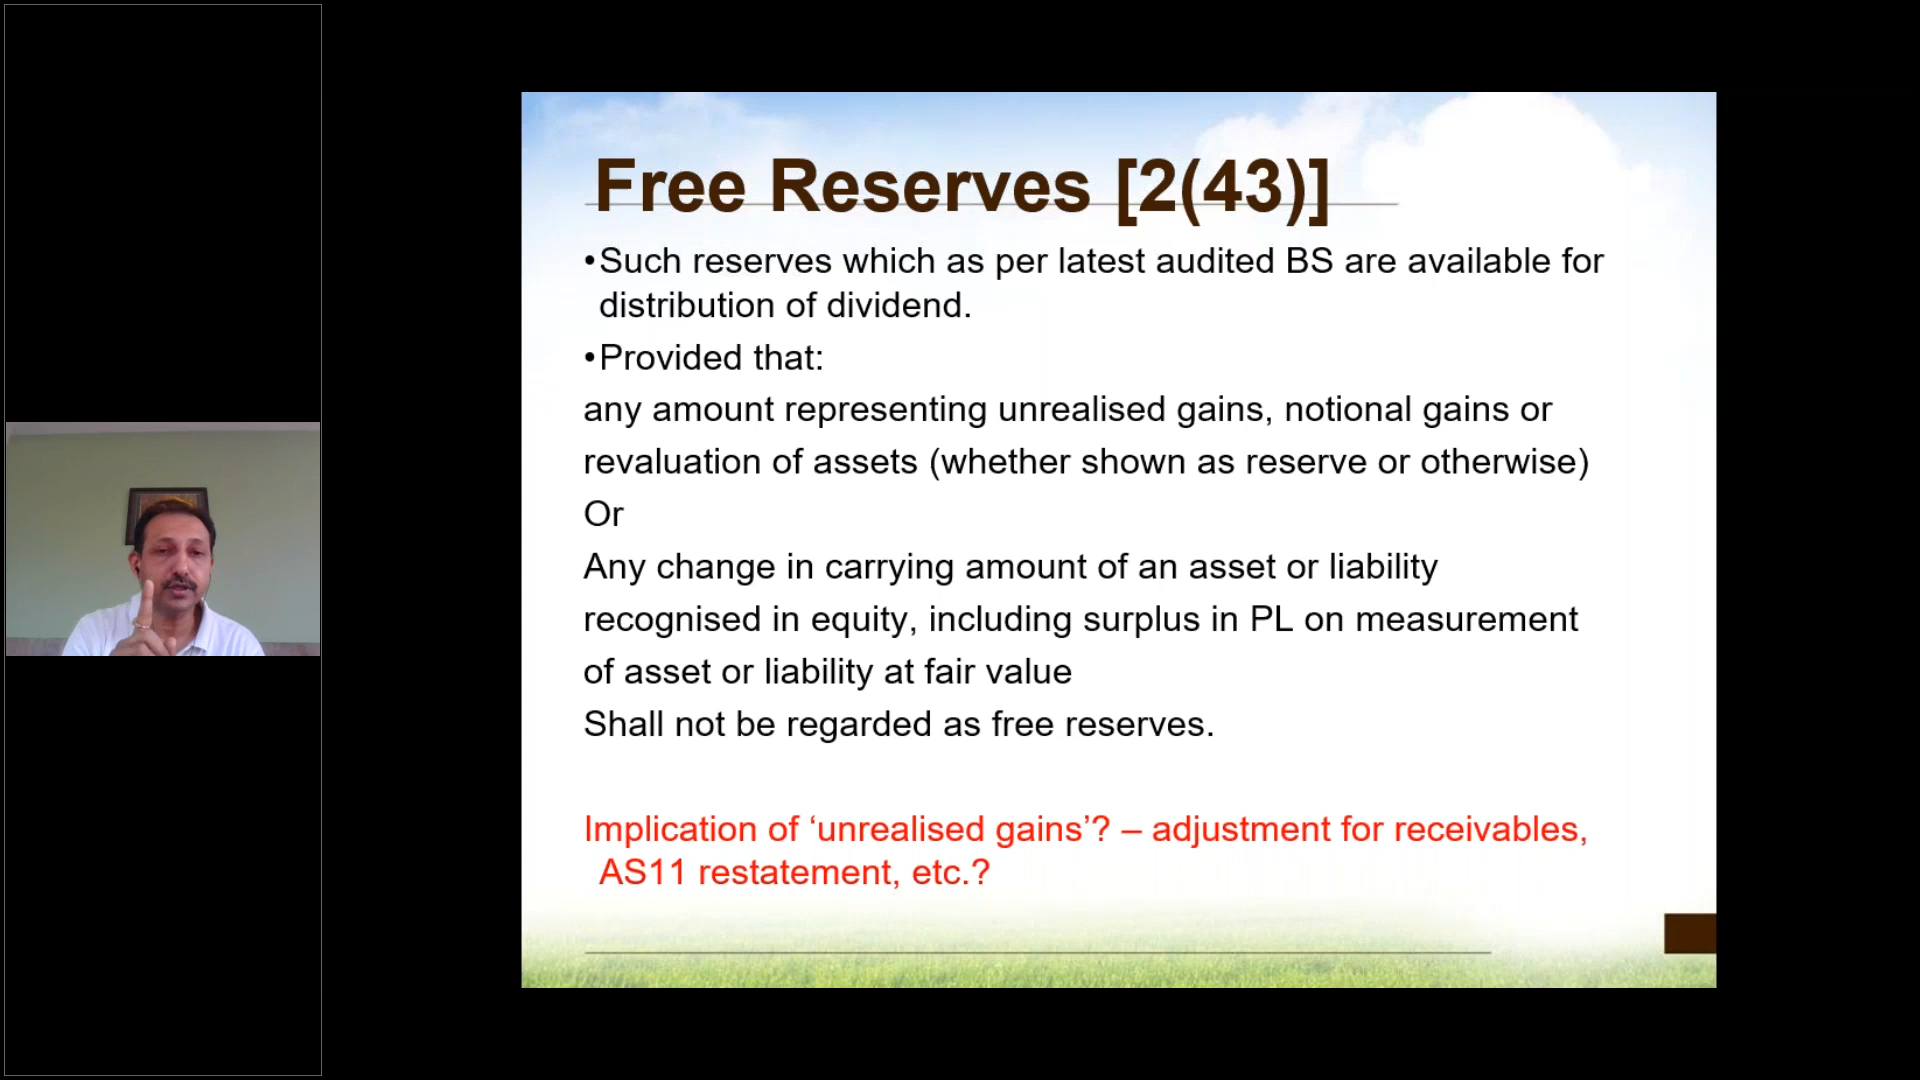 Free Reserves [2(43)]
•Such reserves which as per latest audited BS are available for
distribution of dividend.
•Provided that:
any amount representing unrealised gains, notional gains or
revaluation of assets (whether shown as reserve or otherwise)
Or
Any change in carrying amount of an asset or liability
recognised in equity, including surplus in PL on measurement
of asset or liability at fair value
Shall not be regarded as free reserves.
Implication of ‘unrealised gains’? – adjustment for receivables,
AS11 restatement, etc.?